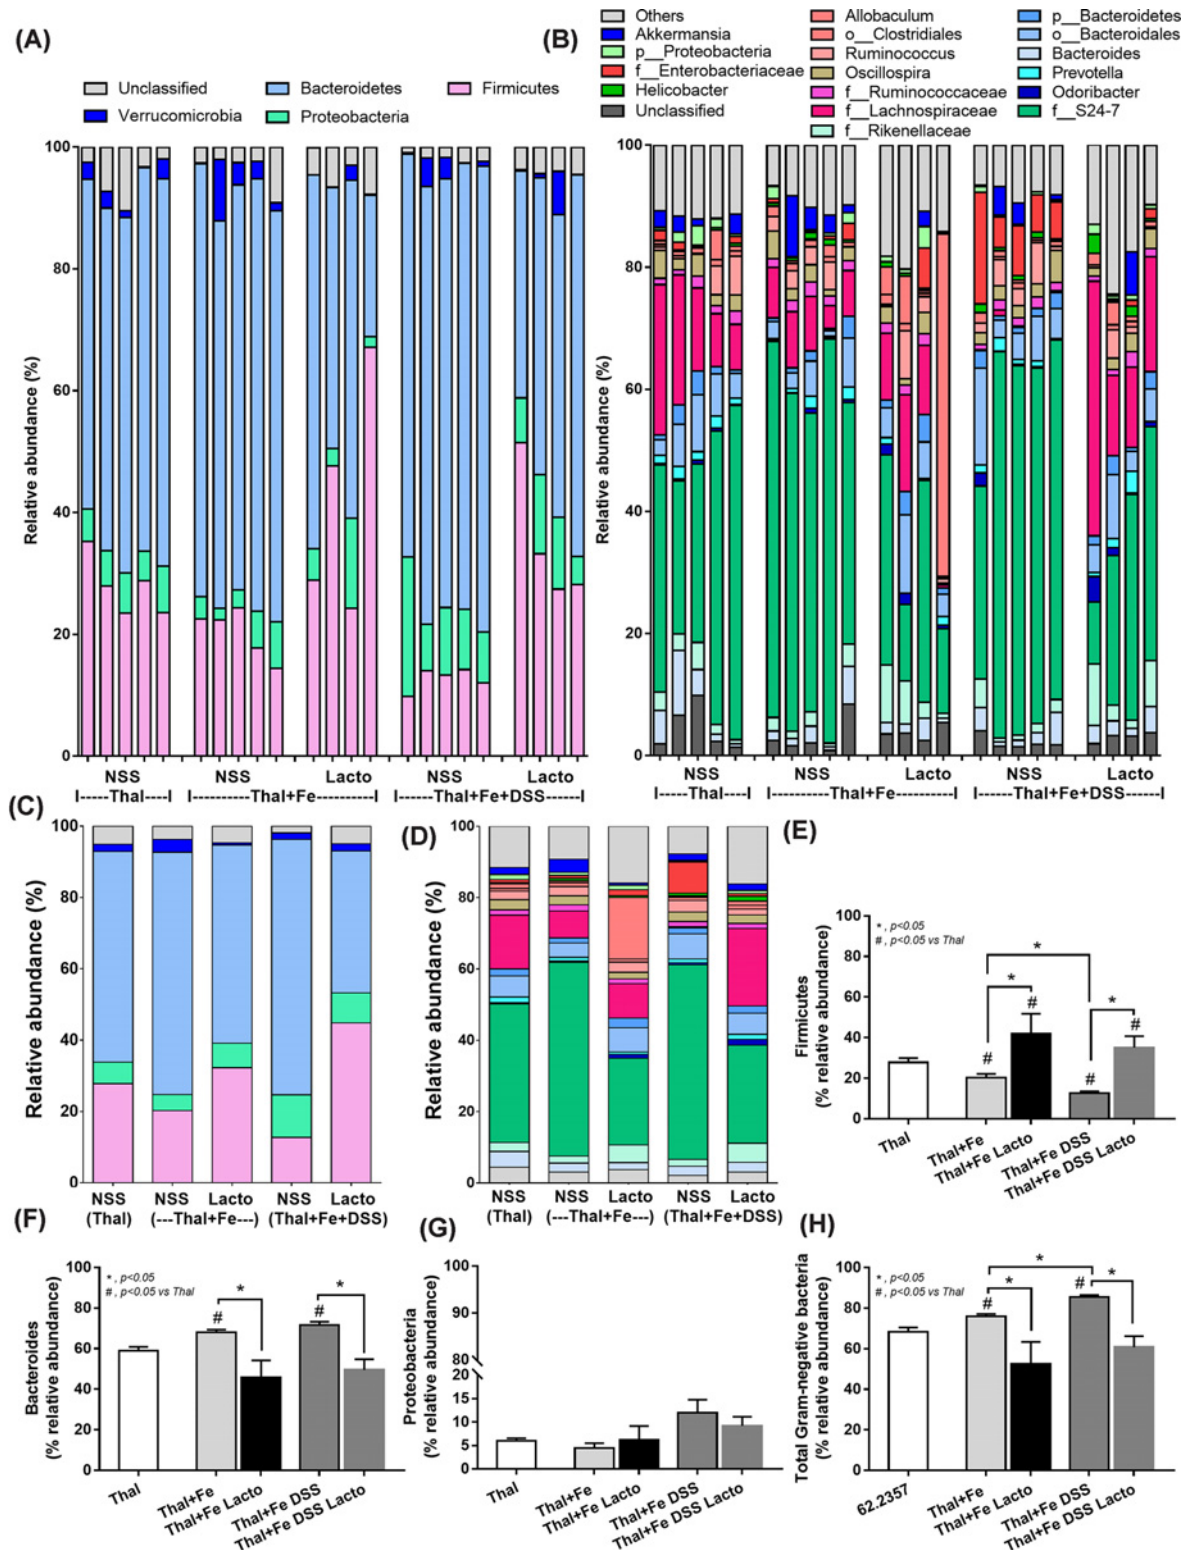 (A)
Unclassified
Bacteroidetes
Firmicutes
Verrucomicrobia
Proteobacteria
Relative abundance (%)
100
80
60
40
20
0
NSS
NSS
Lacto
NSS
Lacto
I-----Thal----I
I----------Thal+Fe----------I
I------Thal+Fe+DSS------I
(B)
Others
Akkermansia
p__Proteobacteria
f__Enterobacteriaceae
Helicobacter
Unclassified
Allobaculum
o__Clostridiales
Ruminococcus
Oscillospira
f__Ruminococcaceae
f__Lachnospiraceae
f__Rikenellaceae
p__Bacteroidetes
o__Bacteroidales
Bacteroides
Prevotella
Odoribacter
f__S24-7
Relative abundance (%)
100
80
60
40
20
0
NSS
NSS
Lacto
NSS
Lacto
I-----Thal----I
I----------Thal+Fe----------I
I------Thal+Fe+DSS------I
(C)
Relative abundance (%)
100
80
60
40
20
0
NSS
NSS
Lacto
NSS
Lacto
(Thal)
(---Thal+Fe---)
(Thal+Fe+DSS)
(D)
Relative abundance (%)
100
80
60
40
20
0
NSS
NSS
Lacto
NSS
Lacto
(Thal)
(---Thal+Fe---)
(Thal+Fe+DSS)
(E)
Firmicutes
(% relative abundance)
100
80
60
40
20
0
* , p<0.05
# , p<0.05 vs Thal
#
*
#
*
#
*
#
Thal
Thal+Fe
Thal+Fe Lacto
Thal+Fe DSS
Thal+Fe DSS Lacto
(F)
Bacteroides
(% relative abundance)
100
80
60
40
20
0
* , p<0.05
# , p<0.05 vs Thal
#
*
#
*
Thal
Thal+Fe
Thal+Fe Lacto
Thal+Fe DSS
Thal+Fe DSS Lacto
(G)
Proteobacteria
(% relative abundance)
100
90
80
20
15
10
5
0
Thal
Thal+Fe
Thal+Fe Lacto
Thal+Fe DSS
Thal+Fe DSS Lacto
(H)
Total Gram-negative bacteria
(% relative abundance)
100
80
60
40
20
0
* , p<0.05
# , p<0.05 vs Thal
#
*
*
#
*
62.2357
Thal+Fe
Thal+Fe Lacto
Thal+Fe DSS
Thal+Fe DSS Lacto